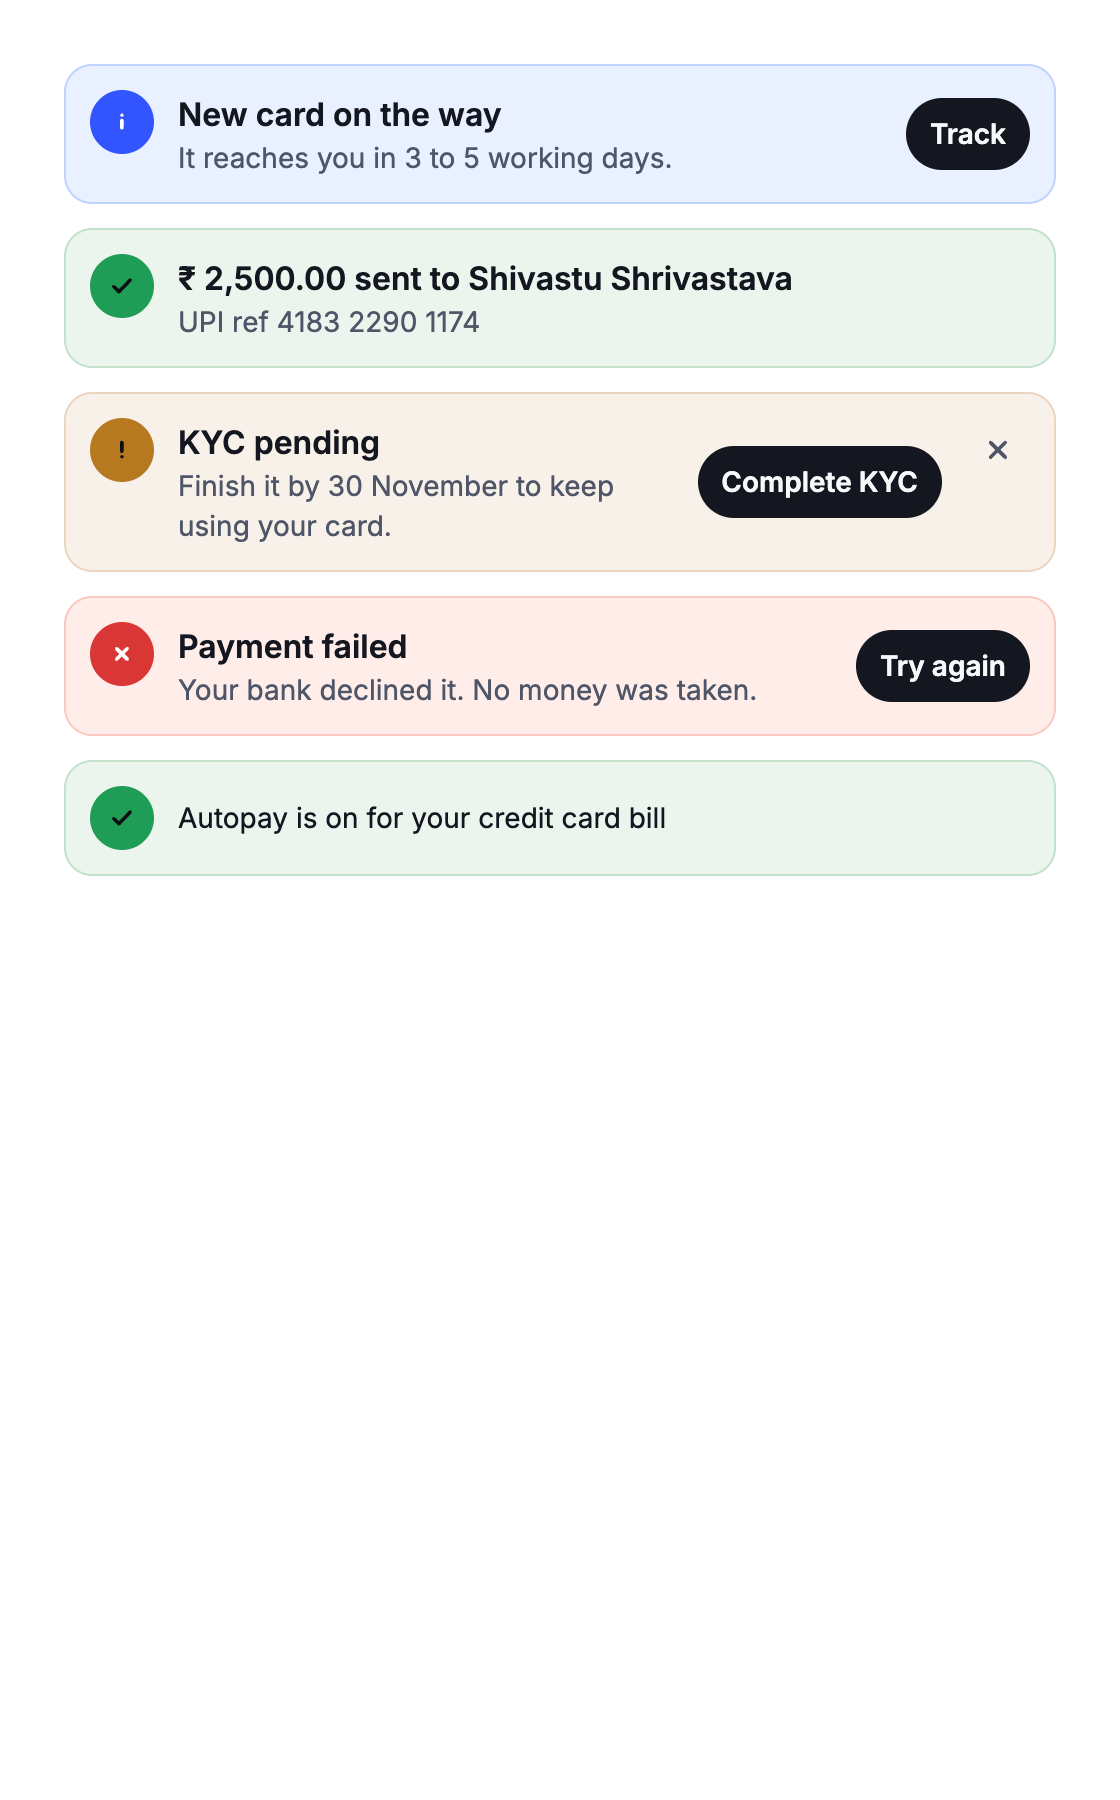 New card on the way
It reaches you in 3 to 5 working days.
Track
₹ 2,500.00 sent to Shivastu Shrivastava
UPI ref 4183 2290 1174
KYC pending
Finish it by 30 November to keep
using your card.
Complete KYC
Payment failed
Your bank declined it. No money was taken.
Try again
Autopay is on for your credit card bill